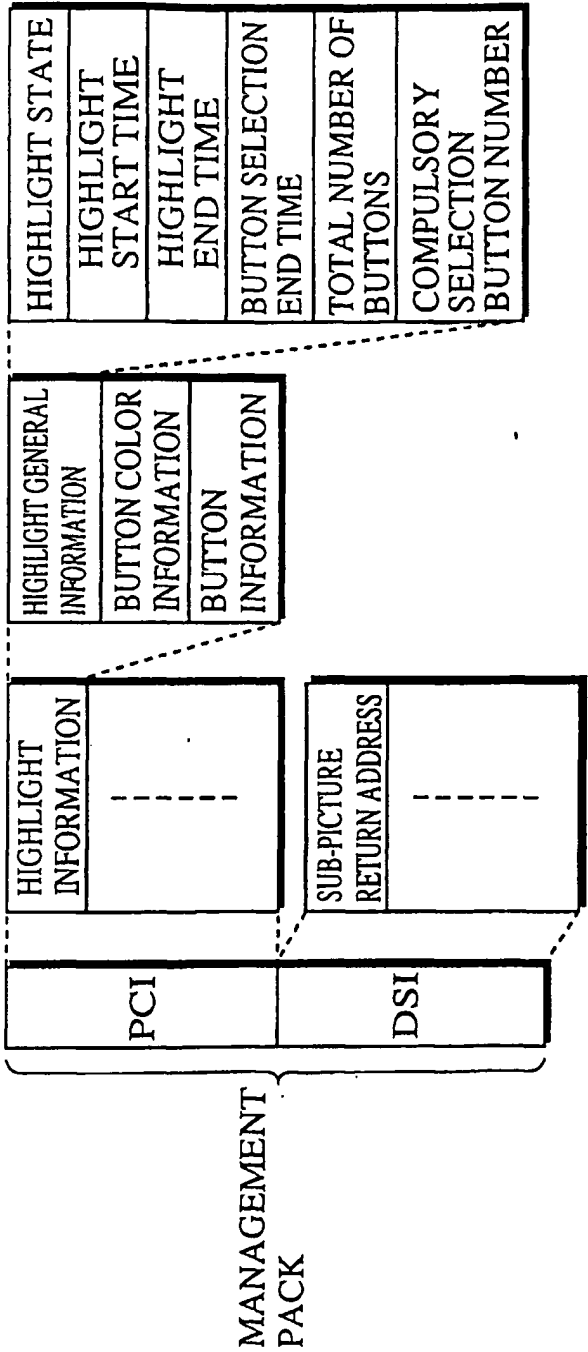 MANAGEMENT
PACK
PCI
DSI
HIGHLIGHT
INFORMATION
SUB-PICTURE
RETURN ADDRESS
HIGHLIGHT GENERAL
INFORMATION
BUTTON COLOR
INFORMATION
BUTTON
INFORMATION
HIGHLIGHT STATE
HIGHLIGHT
START TIME
HIGHLIGHT
END TIME
BUTTON SELECTION
END TIME
TOTAL NUMBER OF
BUTTONS
COMPULSORY
SELECTION
BUTTON NUMBER